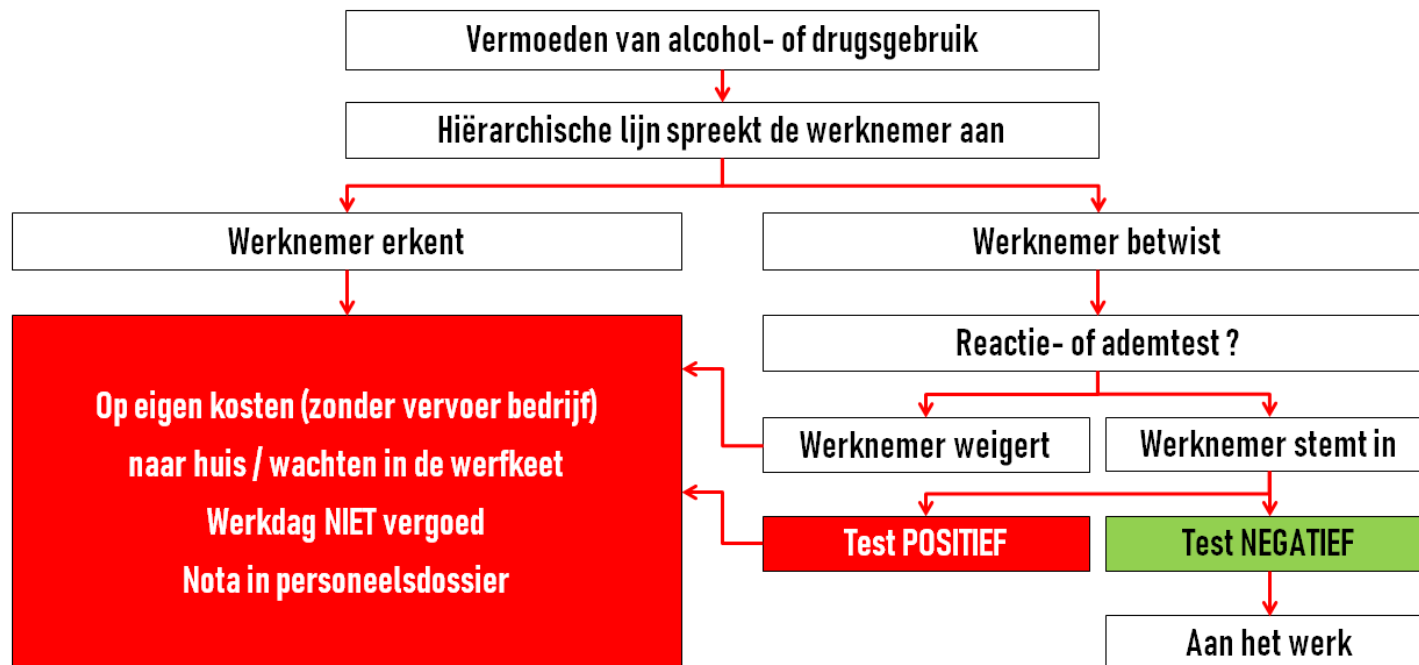 Vermoeden van alcohol- of drugsgebruik
Hiërarchische lijn spreekt de werknemer aan
Werknemer erkent
Werknemer betwist
Op eigen kosten (zonder vervoer bedrijf)
naar huis / wachten in de werfkeet
Werkdag NIET vergoed
Nota in personeelsdossier
Reactie- of ademtest ?
Werknemer weigert
Werknemer stemt in
Test POSITIEF
Test NEGATIEF
Aan het werk